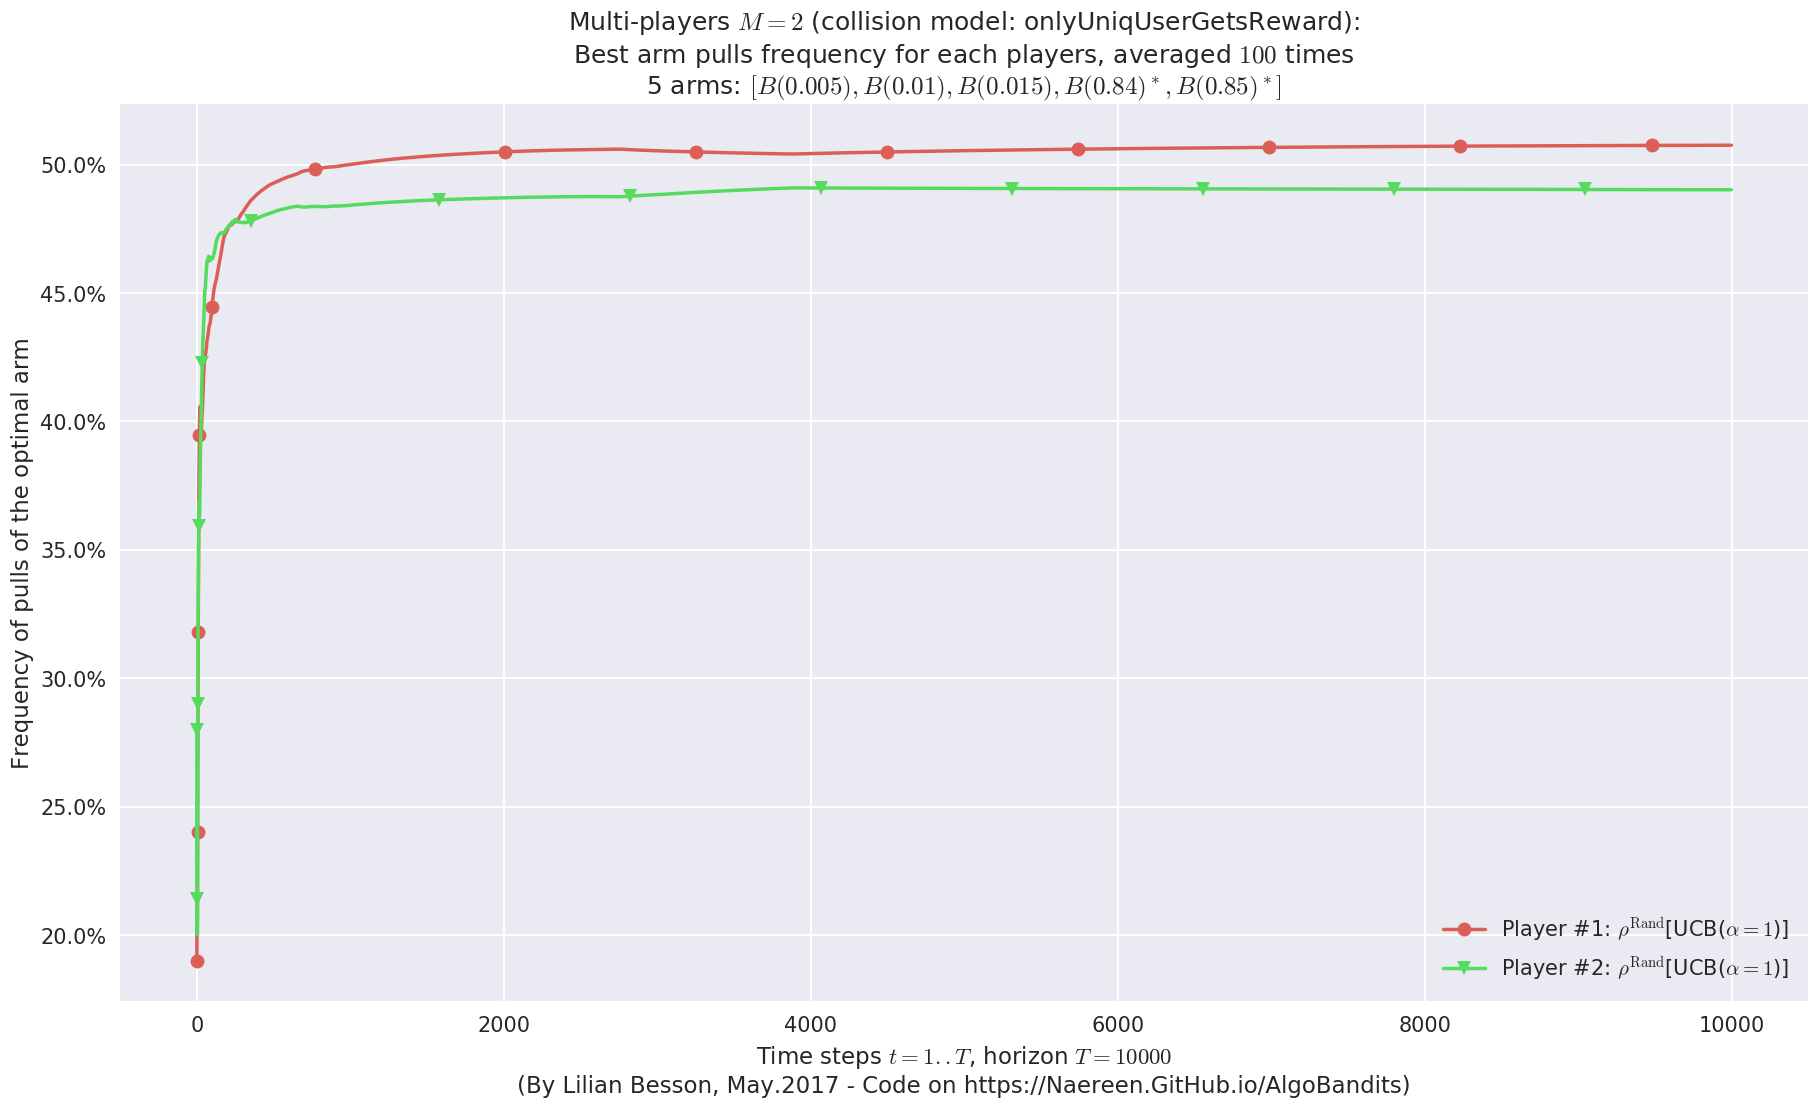 Multi-players M = 2 (collision model: onlyUniqUserGetsReward):
Best arm pulls frequency for each players, averaged 100 times
5 arms: [B(0.005), B(0.01), B(0.015), B(0.84)*, B(0.85)*]
Frequency of pulls of the optimal arm
50.0%
45.0%
40.0%
35.0%
30.0%
25.0%
20.0%
Player #1: ρ^Rand[UCB(α = 1)]
Player #2: ρ^Rand[UCB(α = 1)]
0
2000
4000
6000
8000
10000
Time steps t = 1..T, horizon T = 10000
(By Lilian Besson, May.2017 - Code on https://Naereen.GitHub.io/AlgoBandits)